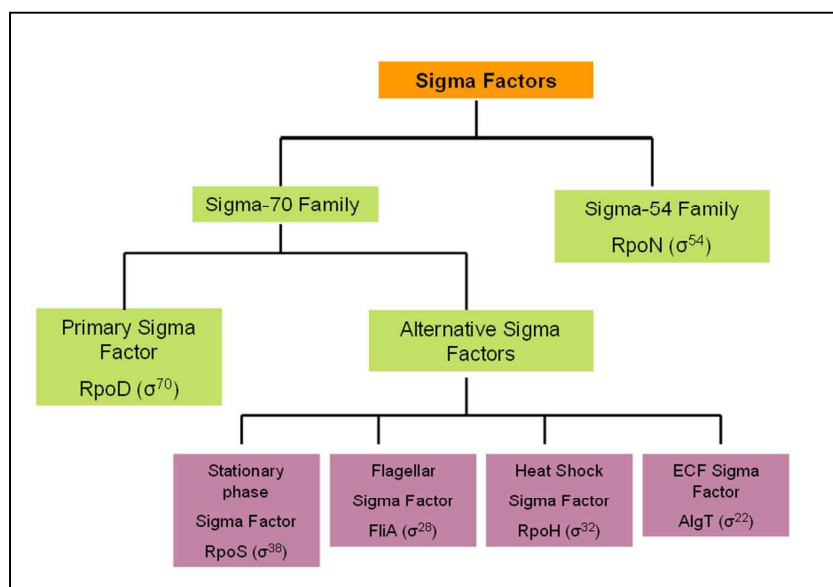 Sigma Factors
Sigma-70 Family
Sigma-54 Family
RpoN (σ⁵⁴)
Primary Sigma
Factor
RpoD (σ⁷⁰)
Alternative Sigma
Factors
Stationary
phase
Sigma Factor
RpoS (σ³⁸)
Flagellar
Sigma Factor
FliA (σ²⁸)
Heat Shock
Sigma Factor
RpoH (σ³²)
ECF Sigma
Factor
AlgT (σ²²)